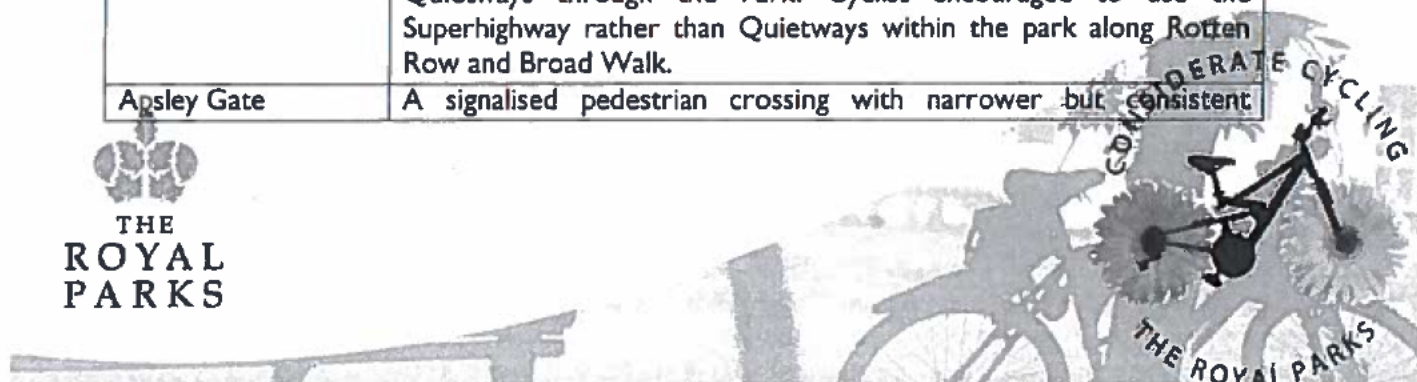 Superhighway rather than Quietways within the park along Rotten
Row and Broad Walk.
Apsley Gate
A signalised pedestrian crossing with narrower but consistent
CONSIDERATE CYCLING
THE ROYAL PARKS
THE
ROYAL
PARKS